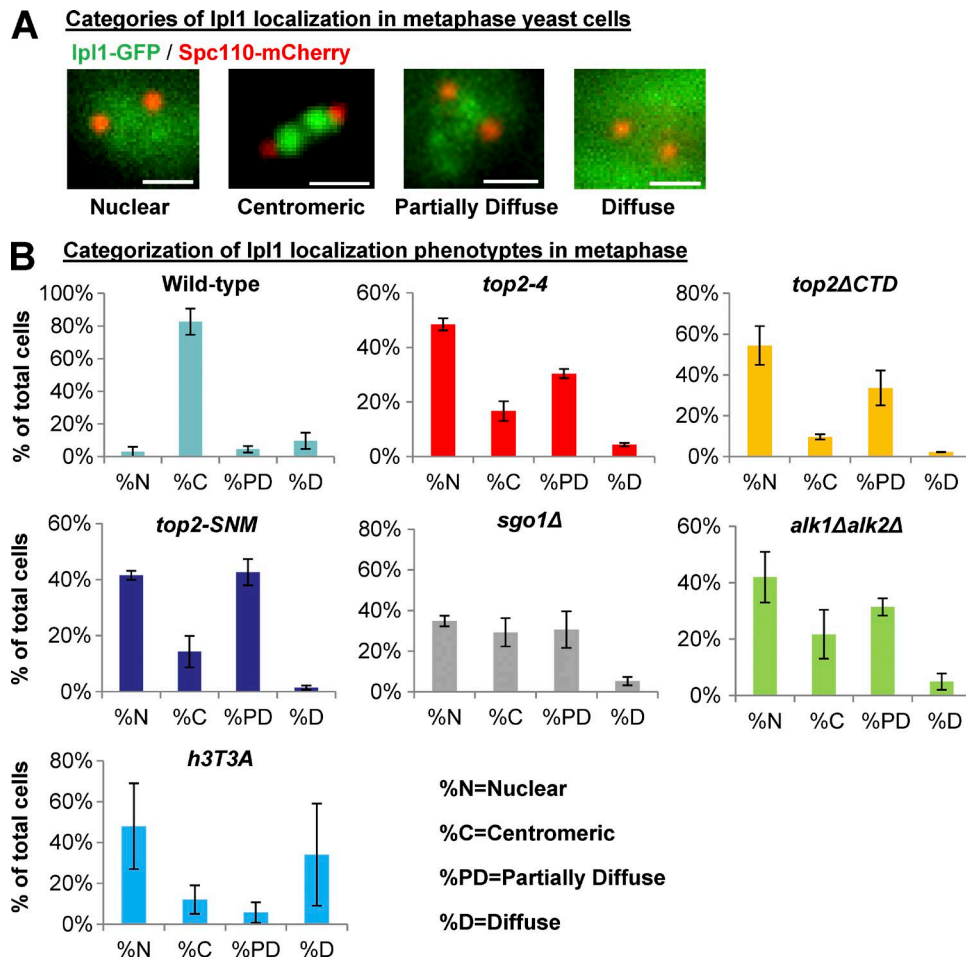 A Categories of Ipl1 localization in metaphase yeast cells
Ipl1-GFP / Spc110-mCherry
Nuclear Centromeric Partially Diffuse Diffuse
B Categorization of Ipl1 localization phenotyptes in metaphase
Wild-type
% of total cells
100%
80%
60%
40%
20%
0%
%N %C %PD %D
top2-4
60%
40%
20%
0%
%N %C %PD %D
top2ΔCTD
80%
60%
40%
20%
0%
%N %C %PD %D
top2-SNM
% of total cells
60%
40%
20%
0%
%N %C %PD %D
sgo1Δ
80%
60%
40%
20%
0%
%N %C %PD %D
alk1Δalk2Δ
60%
40%
20%
0%
%N %C %PD %D
h3T3A
% of total cells
80%
60%
40%
20%
0%
%N %C %PD %D
%N=Nuclear
%C=Centromeric
%PD=Partially Diffuse
%D=Diffuse